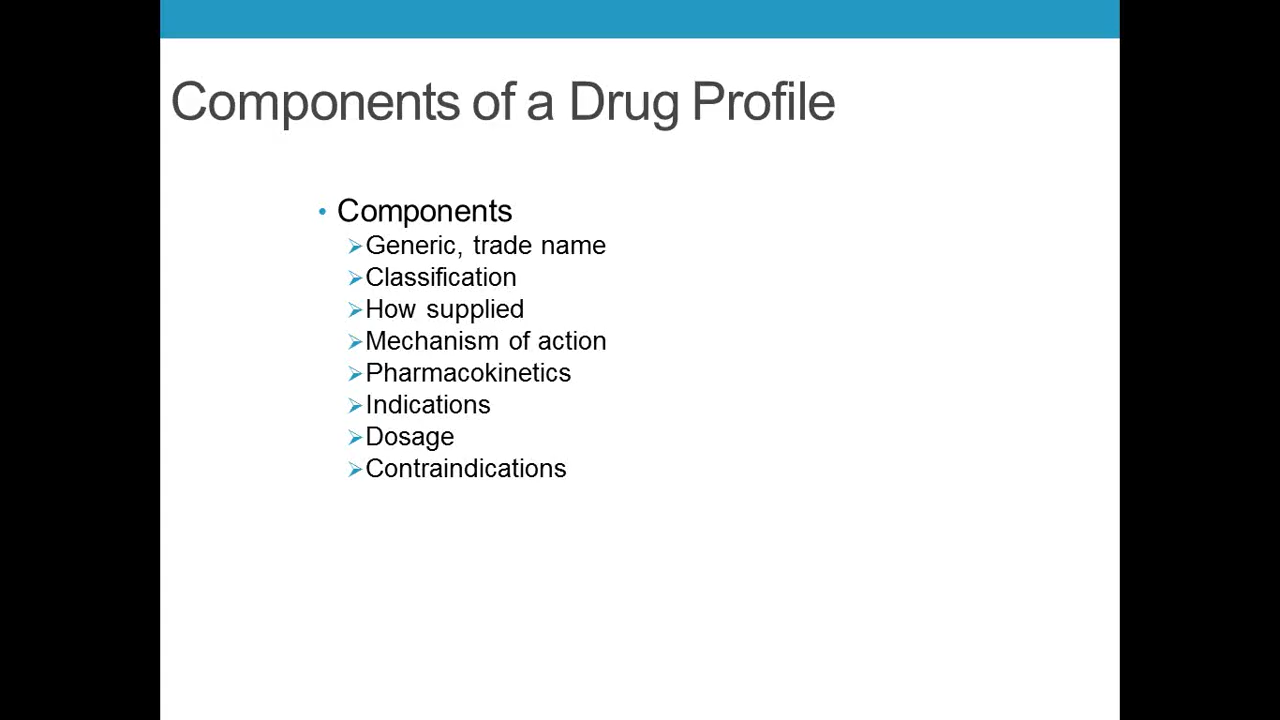 Components of a Drug Profile
• Components
➢Generic, trade name
➢Classification
➢How supplied
➢Mechanism of action
➢Pharmacokinetics
➢Indications
➢Dosage
➢Contraindications